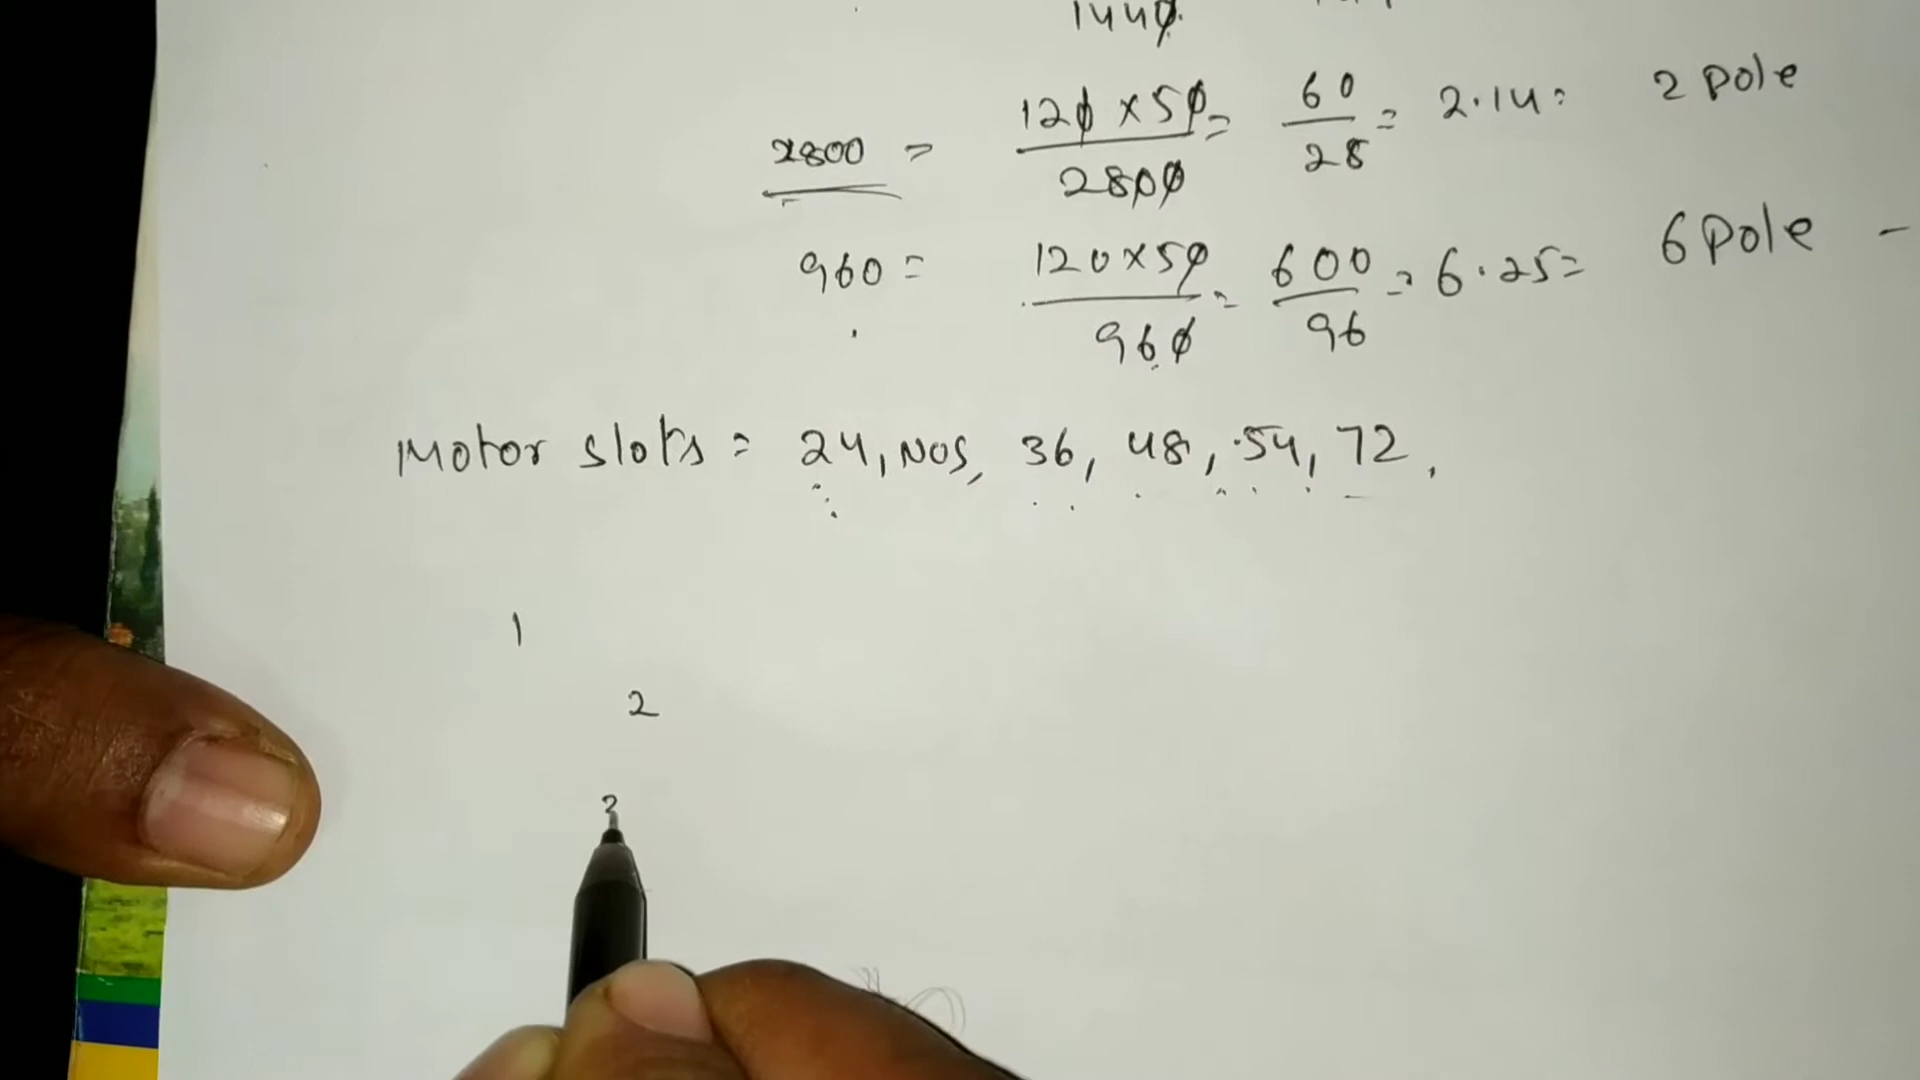 1440
2800 = 120 x 50 / 2800 = 60 / 28 = 2.14 = 2 pole
960 = 120 x 50 / 960 = 600 / 96 = 6.25 = 6 Pole -
Motor slots = 24, Nos, 36, 48, 54, 72,
1
2
3